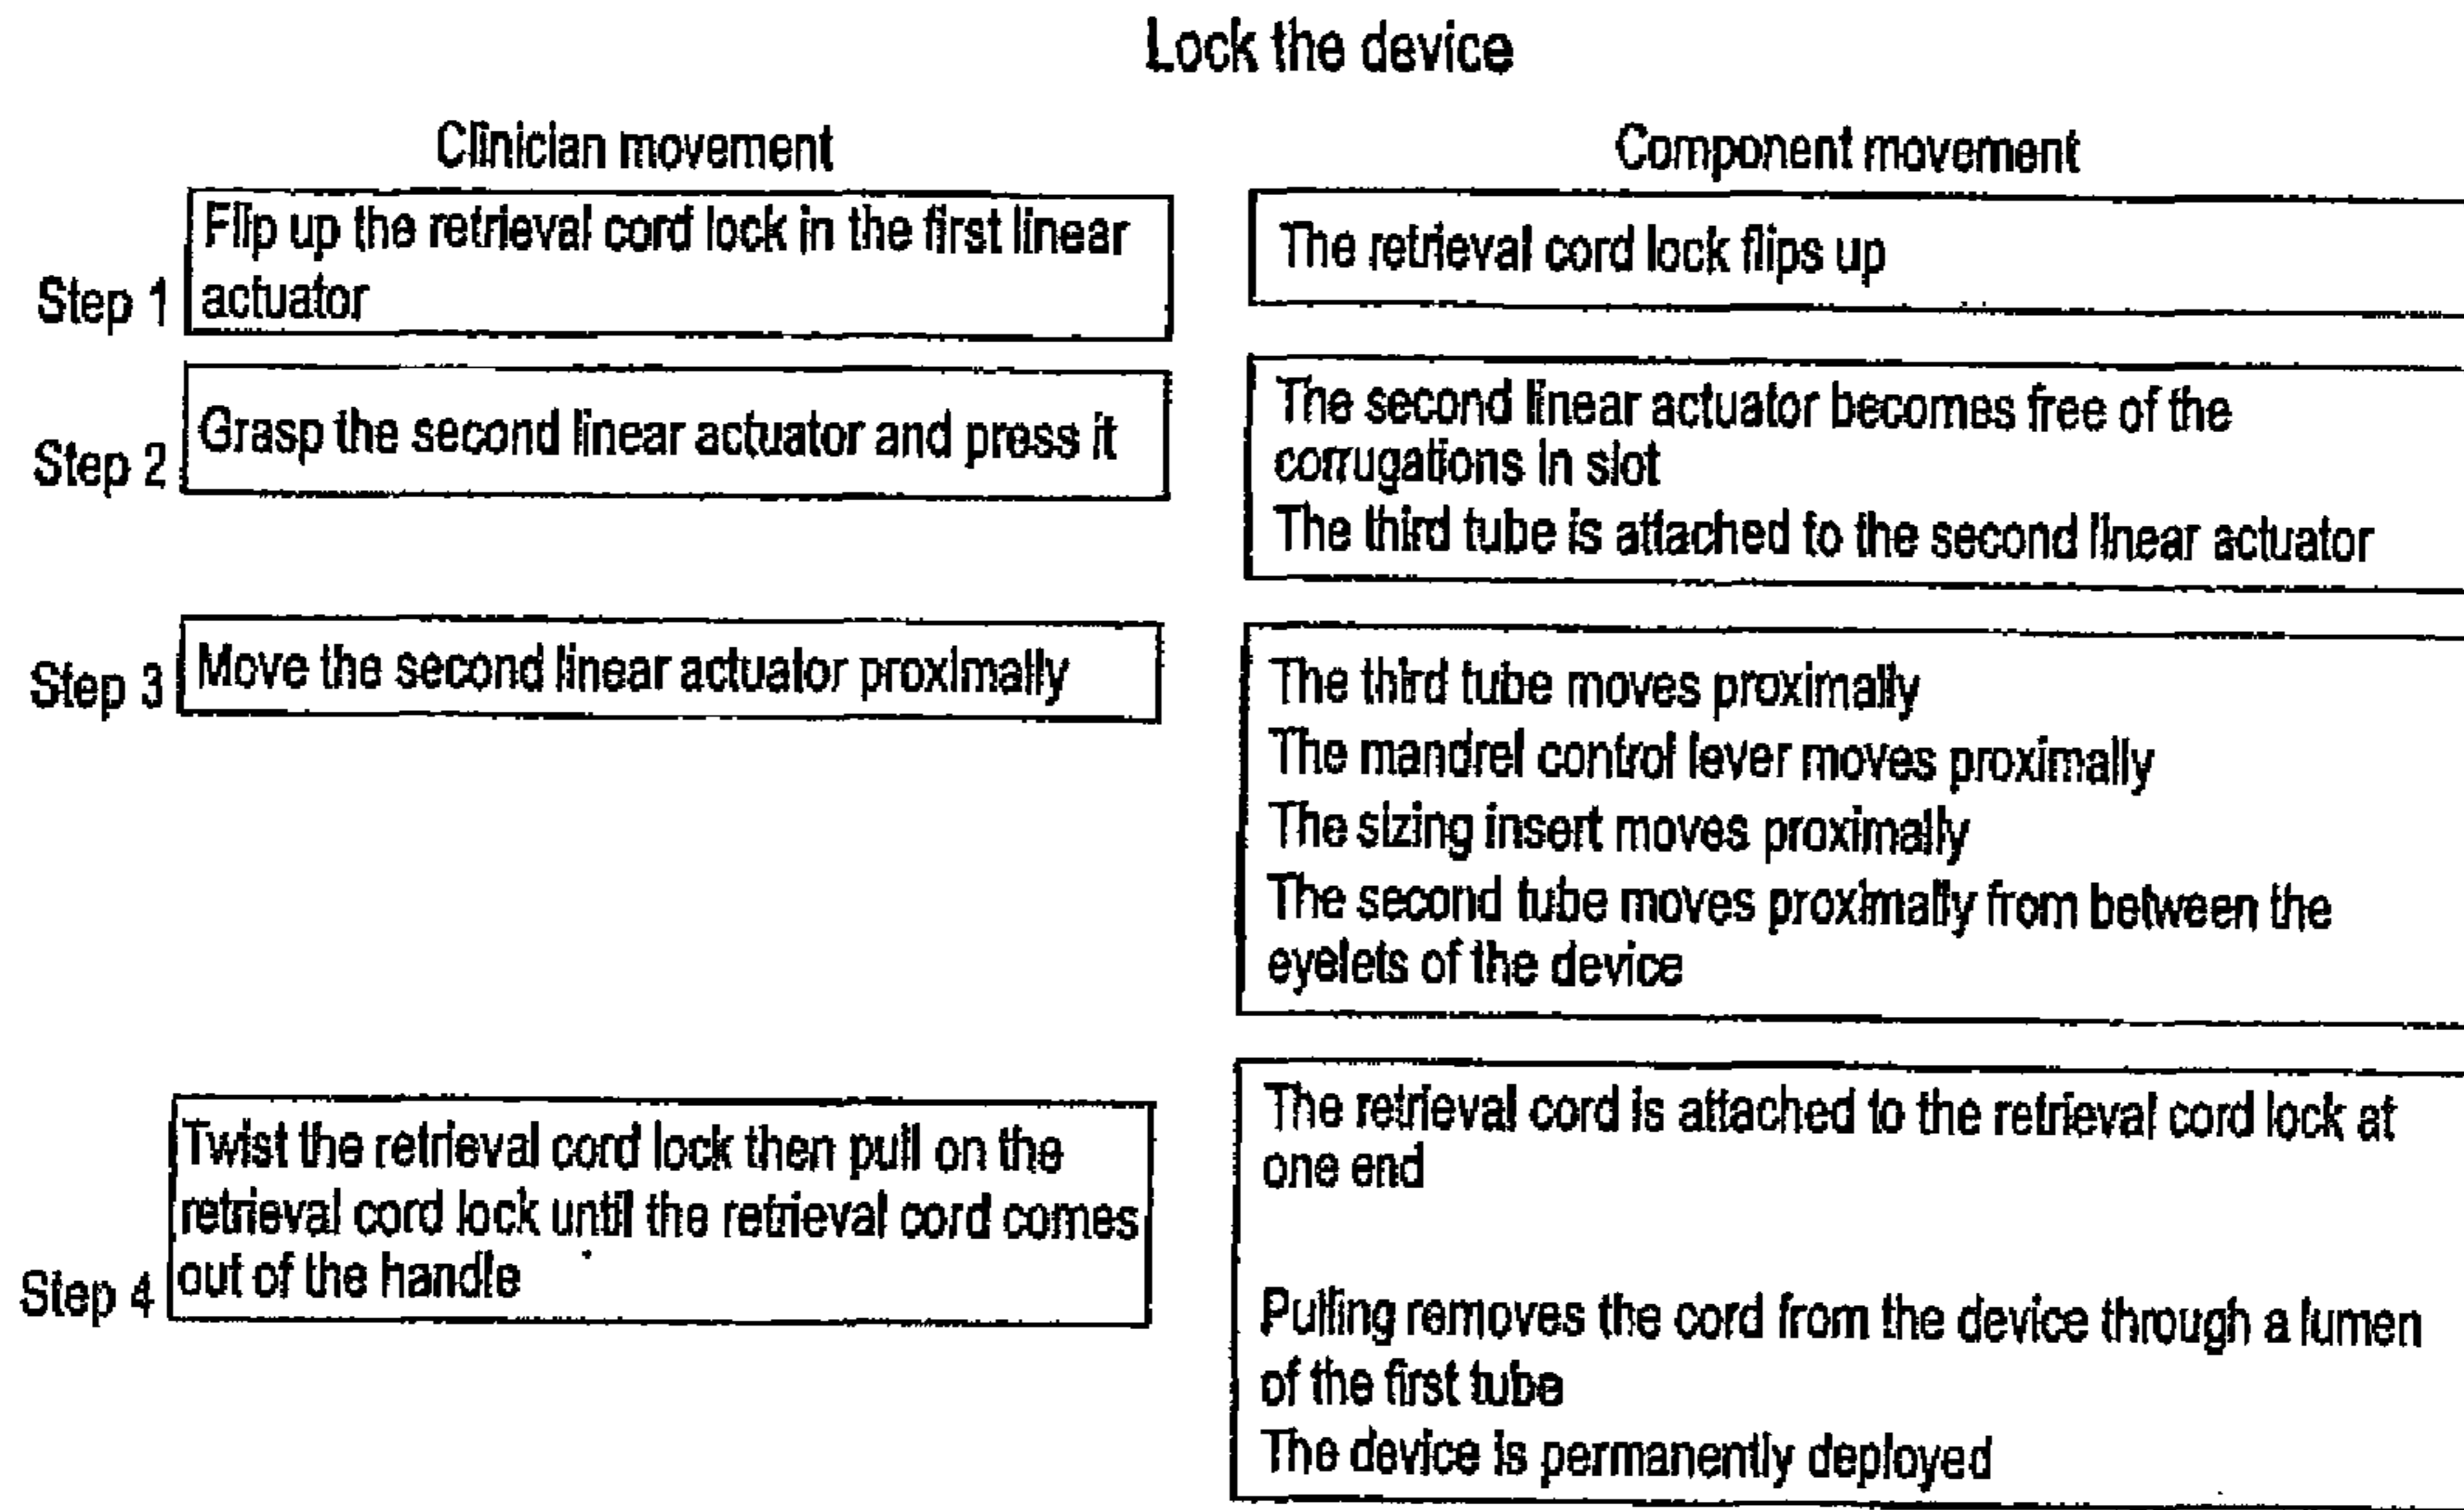 Lock the device
Clinician movement
Component movement
Step 1
Flip up the retrieval cord lock in the first linear
actuator
The retrieval cord lock flips up
Step 2
Grasp the second linear actuator and press it
The second linear actuator becomes free of the
corrugations in slot
The third tube is attached to the second linear actuator
Step 3
Move the second linear actuator proximally
The third tube moves proximally
The mandrel control lever moves proximally
The sizing insert moves proximally
The second tube moves proximally from between the
eyelets of the device
Step 4
Twist the retrieval cord lock then pull on the
retrieval cord lock until the retrieval cord comes
out of the handle
The retrieval cord is attached to the retrieval cord lock at
one end
Pulling removes the cord from the device through a lumen
of the first tube
The device is permanently deployed